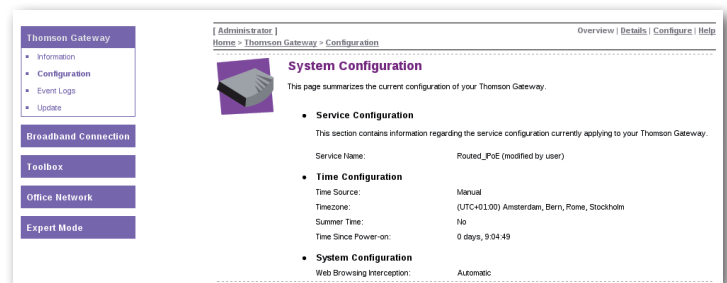 Thomson Gateway
Information
Configuration
Event Logs
Update
Broadband Connection
Toolbox
Office Network
Expert Mode
[ Administrator ]
Overview | Details | Configure | Help
Home > Thomson Gateway > Configuration
System Configuration
This page summarizes the current configuration of your Thomson Gateway.
Service Configuration
This section contains information regarding the service configuration currently applying to your Thomson Gateway.
Service Name: Routed_IPoE (modified by user)
Time Configuration
Time Source: Manual
Timezone: (UTC+01:00) Amsterdam, Bern, Rome, Stockholm
Summer Time: No
Time Since Power-on: 0 days, 9:04:49
System Configuration
Web Browsing Interception: Automatic